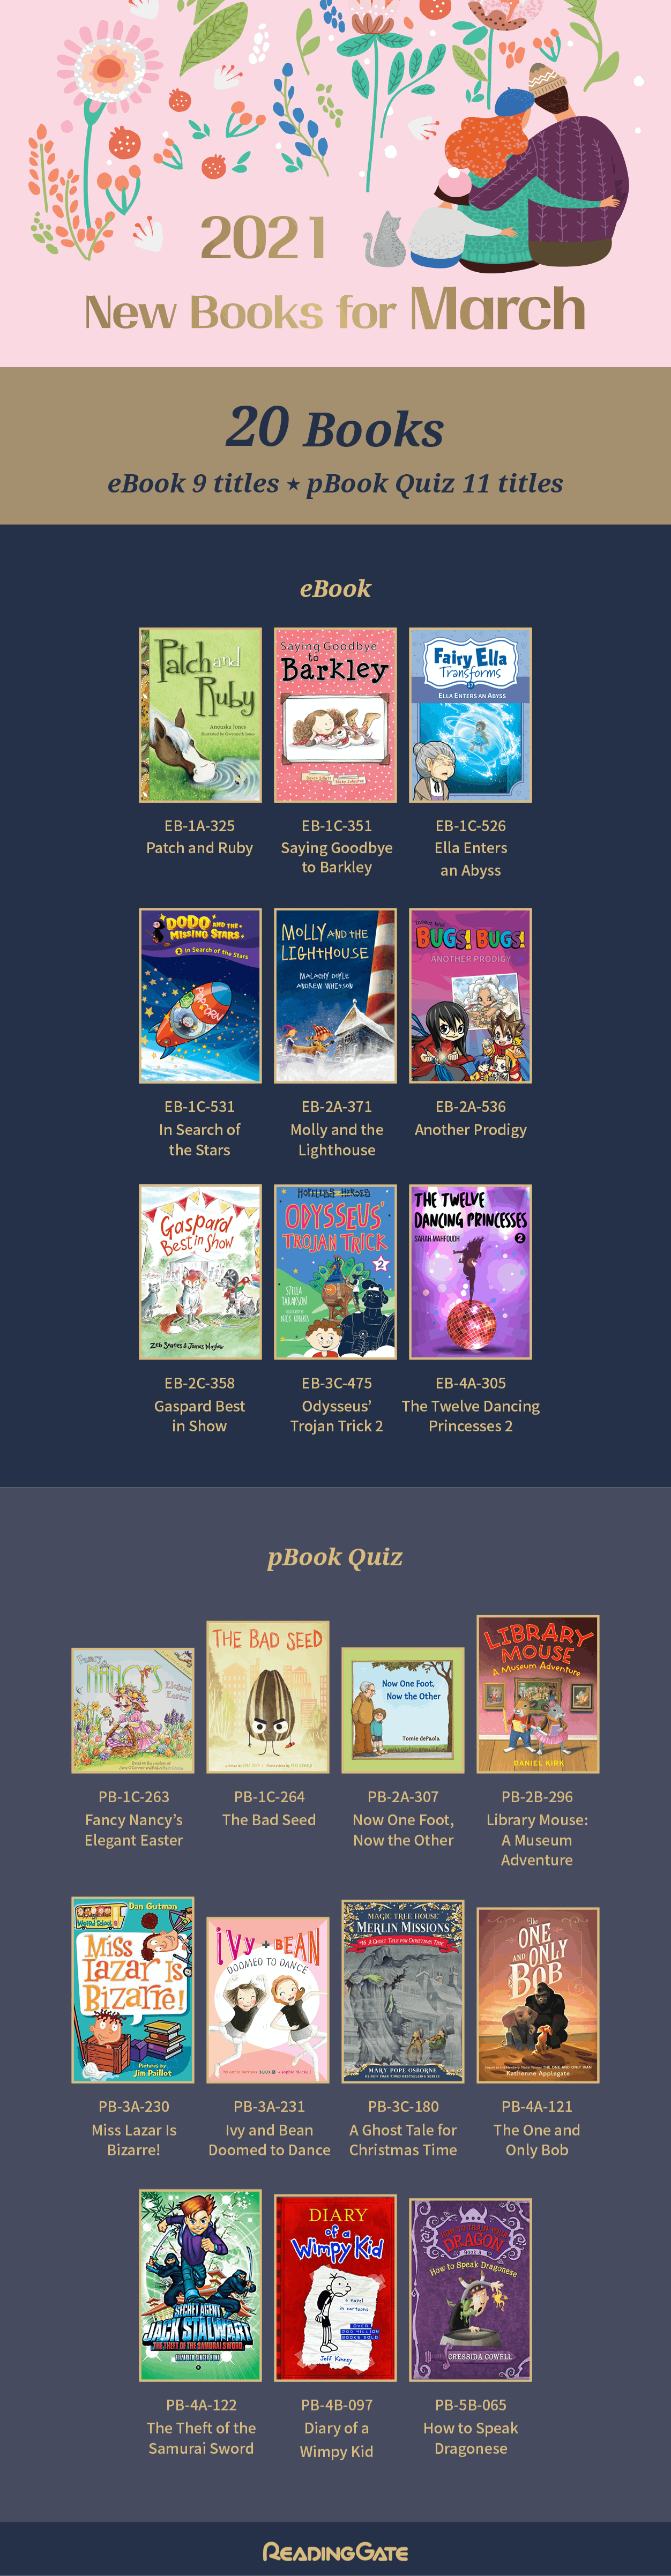 2021
New Books for March
20 Books
eBook 9 titles ★ pBook Quiz 11 titles
eBook
Patch and
Ruby
Anouska Jones
Saying Goodbye
to
Barkley
Fairy Ella
Transforms
ELLA ENTERS AN ABYSS
EB-1A-325
Patch and Ruby
EB-1C-351
Saying Goodbye
to Barkley
EB-1C-526
Ella Enters
an Abyss
DODO AND THE
MISSING STARS
In Search of the Stars
POPCORN
MOLLY AND THE
LIGHTHOUSE
MALACHY DOYLE
ANDREW WHITSON
BUGS! BUGS!
ANOTHER PRODIGY
EB-1C-531
In Search of
the Stars
EB-2A-371
Molly and the
Lighthouse
EB-2A-536
Another Prodigy
Gaspard
Best in Show
Zeb Soanes & James Mayhew
HOPELESS HEROES
ODYSSEUS'
TROJAN TRICK
2
STELLA
TARAKSON
NICK ROBERTS
THE TWELVE
DANCING PRINCESSES
SARAH MAHFOUDH
2
EB-2C-358
Gaspard Best
in Show
EB-3C-475
Odysseus’
Trojan Trick 2
EB-4A-305
The Twelve Dancing
Princesses 2
pBook Quiz
Fancy
NANCY'S
Elegant
Easter
THE BAD SEED
Now One Foot,
Now the Other
Tomie dePaola
LIBRARY
MOUSE
A Museum Adventure
DANIEL KIRK
PB-1C-263
Fancy Nancy’s
Elegant Easter
PB-1C-264
The Bad Seed
PB-2A-307
Now One Foot,
Now the Other
PB-2B-296
Library Mouse:
A Museum
Adventure
Dan Gutman
Weird School
Miss
Lazar Is
Bizarre!
Pictures by
Jim Paillot
IVY + BEAN
DOOMED TO DANCE
MAGIC TREE HOUSE
MERLIN MISSIONS
A GHOST TALE FOR CHRISTMAS TIME
MARY POPE OSBORNE
#1 NEW YORK TIMES BESTSELLING SERIES
The
ONE
AND ONLY
BOB
Katherine Applegate
PB-3A-230
Miss Lazar Is
Bizarre!
PB-3A-231
Ivy and Bean
Doomed to Dance
PB-3C-180
A Ghost Tale for
Christmas Time
PB-4A-121
The One and
Only Bob
SECRET AGENT
JACK STALWART
THE THEFT OF THE SAMURAI SWORD
ELIZABETH SINGER HUNT
DIARY
of a
Wimpy Kid
a novel
in cartoons
Jeff Kinney
HOW TO TRAIN YOUR
DRAGON
How to Speak Dragonese
CRESSIDA COWELL
PB-4A-122
The Theft of the
Samurai Sword
PB-4B-097
Diary of a
Wimpy Kid
PB-5B-065
How to Speak
Dragonese
READINGGATE